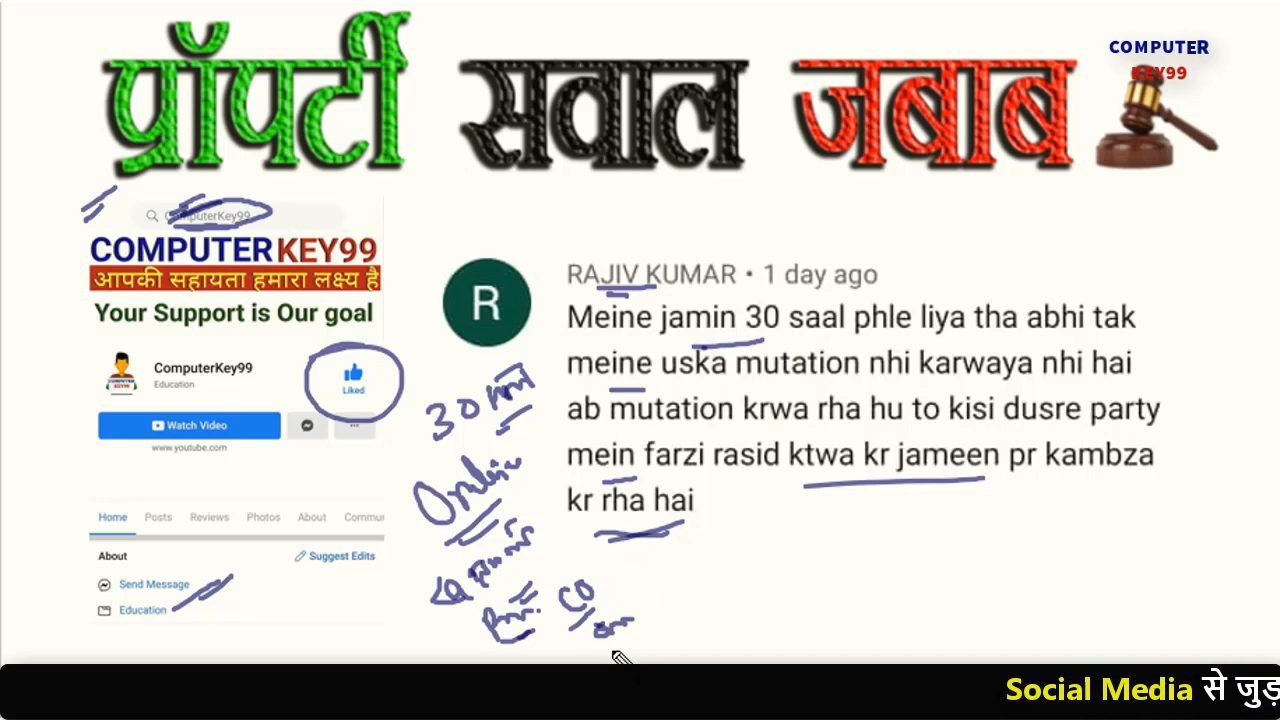 प्रॉपर्टी सवाल जबाब
COMPUTER
KEY99
ComputerKey99
COMPUTER KEY99
आपकी सहायता हमारा लक्ष्य है
Your Support is Our goal
ComputerKey99
Education
Liked
Watch Video
www.youtube.com
Home Posts Reviews Photos About Commun
About Suggest Edits
Send Message
Education
R
RAJIV KUMAR • 1 day ago
Meine jamin 30 saal phle liya tha abhi tak
meine uska mutation nhi karwaya nhi hai
ab mutation krwa rha hu to kisi dusre party
mein farzi rasid ktwa kr jameen pr kambza
kr rha hai
30
Online
CO
Social Media से जुड़